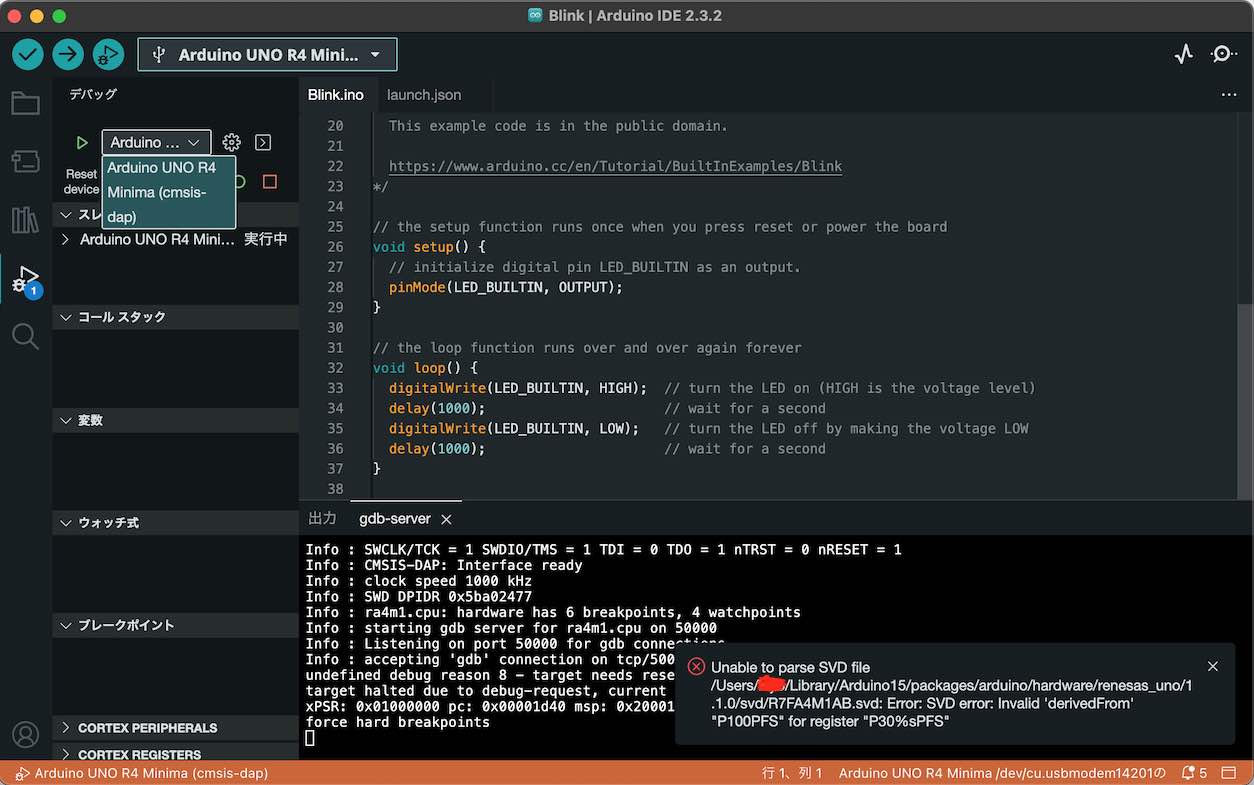 Blink | Arduino IDE 2.3.2
Arduino UNO R4 Mini...
デバッグ
Arduino ...
Arduino UNO R4
Minima (cmsis-
dap)
Reset
device
スレ
Arduino UNO R4 Mini... 実行中
コール スタック
変数
ウォッチ式
ブレークポイント
CORTEX PERIPHERALS
CORTEX REGISTERS
1
Blink.ino launch.json
20 This example code is in the public domain.
21
22 https://www.arduino.cc/en/Tutorial/BuiltInExamples/Blink
23 */
24
25 // the setup function runs once when you press reset or power the board
26 void setup() {
27 // initialize digital pin LED_BUILTIN as an output.
28 pinMode(LED_BUILTIN, OUTPUT);
29 }
30
31 // the loop function runs over and over again forever
32 void loop() {
33 digitalWrite(LED_BUILTIN, HIGH); // turn the LED on (HIGH is the voltage level)
34 delay(1000); // wait for a second
35 digitalWrite(LED_BUILTIN, LOW); // turn the LED off by making the voltage LOW
36 delay(1000); // wait for a second
37 }
38
出力 gdb-server
Info : SWCLK/TCK = 1 SWDIO/TMS = 1 TDI = 0 TDO = 1 nTRST = 0 nRESET = 1
Info : CMSIS-DAP: Interface ready
Info : clock speed 1000 kHz
Info : SWD DPIDR 0x5ba02477
Info : ra4m1.cpu: hardware has 6 breakpoints, 4 watchpoints
Info : starting gdb server for ra4m1.cpu on 50000
Info : Listening on port 50000 for gdb connections
Info : accepting 'gdb' connection on tcp/500
undefined debug reason 8 - target needs rese
target halted due to debug-request, current
xPSR: 0x01000000 pc: 0x00001d40 msp: 0x20001
force hard breakpoints
Unable to parse SVD file
/Users/ /Library/Arduino15/packages/arduino/hardware/renesas_uno/1
.1.0/svd/R7FA4M1AB.svd: Error: SVD error: Invalid 'derivedFrom'
"P100PFS" for register "P30%sPFS"
Arduino UNO R4 Minima (cmsis-dap)
行 1、列 1 Arduino UNO R4 Minima /dev/cu.usbmodem14201の 5